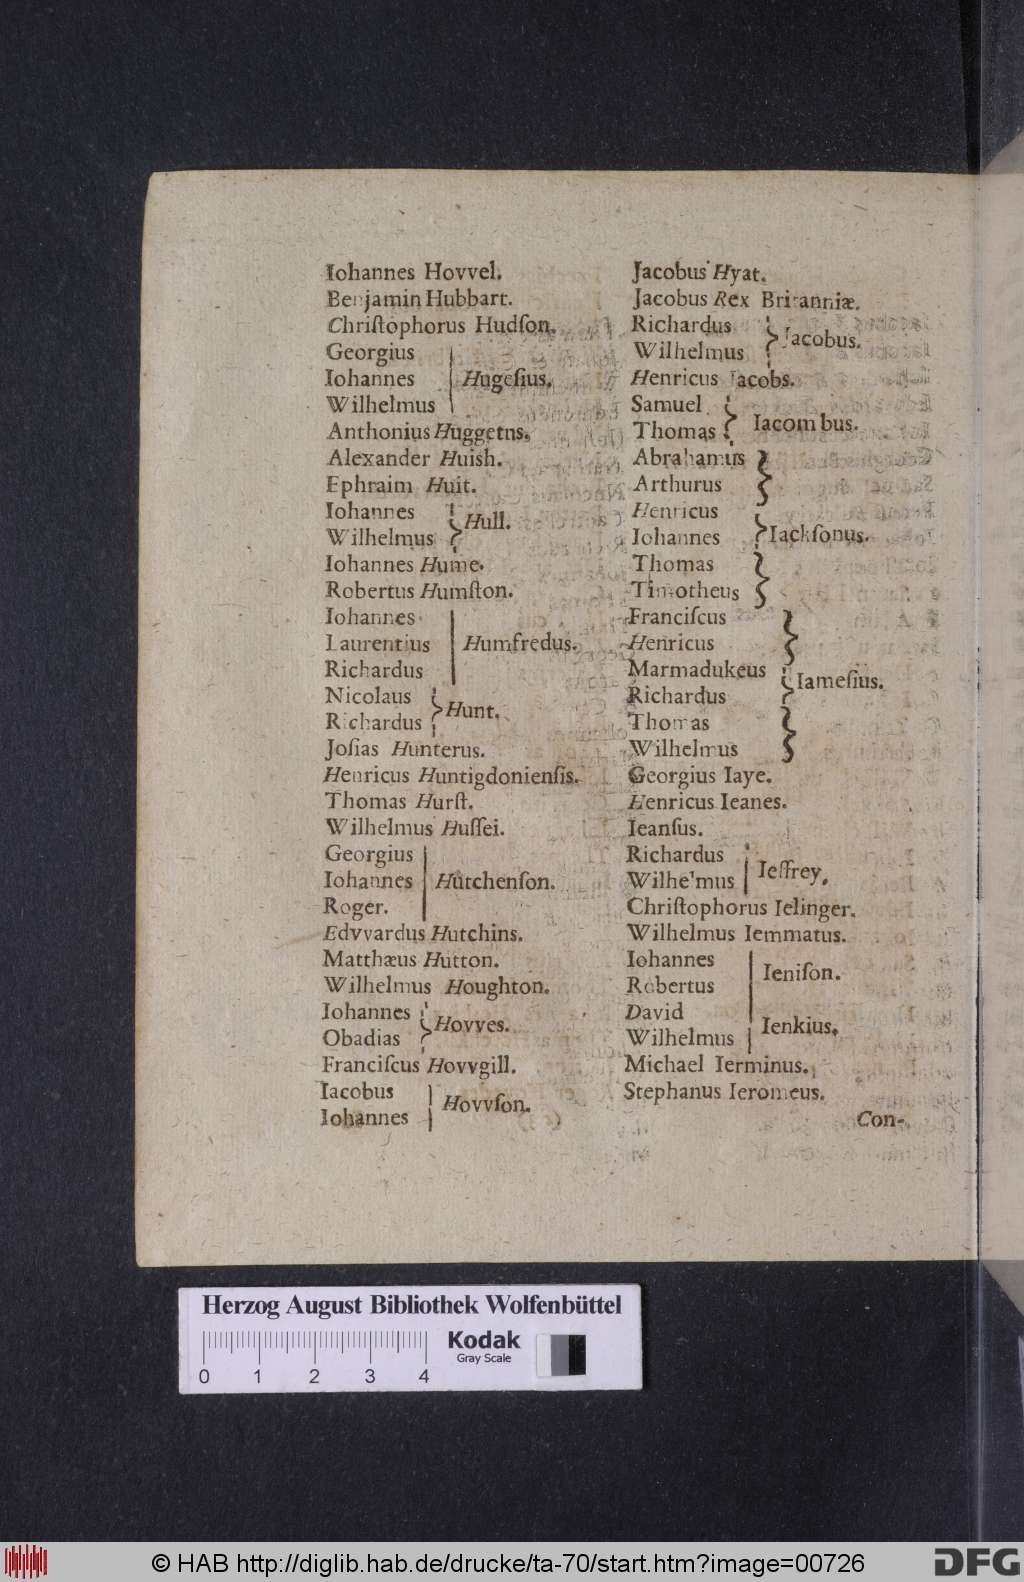 Iohannes Hovvel.
Benjamin Hubbart.
Chriſtophorus Hudſon.
Georgius
Iohannes
Wilhelmus
Hugeſius.
Anthonius Huggetns.
Alexander Huish.
Ephraim Huit.
Iohannes
Wilhelmus
Hull.
Iohannes Hume.
Robertus Humſton.
Iohannes
Laurentius
Richardus
Humfredus.
Nicolaus
Richardus
Hunt.
Joſias Hunterus.
Henricus Huntigdonienſis.
Thomas Hurſt.
Wilhelmus Huſſei.
Georgius
Iohannes
Roger.
Hutchenſon.
Edvvardus Hutchins.
Matthæus Hutton.
Wilhelmus Houghton.
Iohannes
Obadias
Hovves.
Franciſcus Hovvgill.
Iacobus
Iohannes
Hovvſon.
Jacobus Hyat.
Jacobus Rex Britanniæ.
Richardus
Wilhelmus
Jacobus.
Henricus Jacobs.
Samuel
Thomas
Iacom bus.
Abrahamus
Arthurus
Henricus
Iohannes
Thomas
Timotheus
Iackſonus.
Franciſcus
Henricus
Marmadukeus
Richardus
Thomas
Wilhelmus
Iameſius.
Georgius Iaye.
Henricus Ieanes.
Ieanſus.
Richardus
Wilhelmus
Ieffrey.
Chriſtophorus Ielinger.
Wilhelmus Iemmatus.
Iohannes
Robertus
Ieniſon.
David
Wilhelmus
Ienkius.
Michael Ierminus.
Stephanus Ieromeus.
Con-
Herzog August Bibliothek Wolfenbüttel
Kodak
Gray Scale
0 1 2 3 4
© HAB http://diglib.hab.de/drucke/ta-70/start.htm?image=00726
DFG